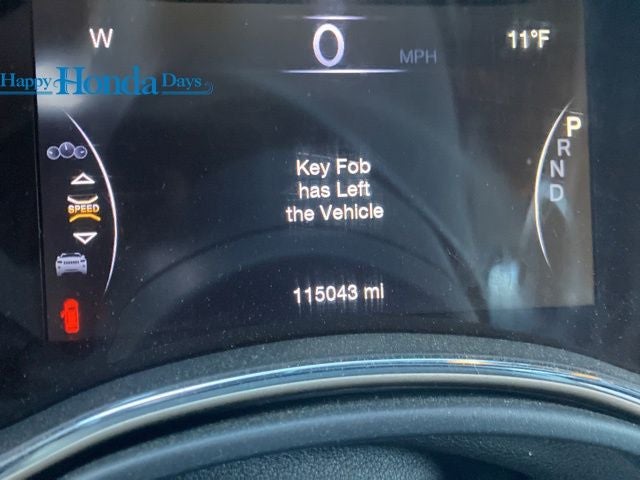 W
0
MPH
11°F
Happy Honda Days
P
R
N
D
Key Fob
has Left
the Vehicle
SPEED
115043 mi